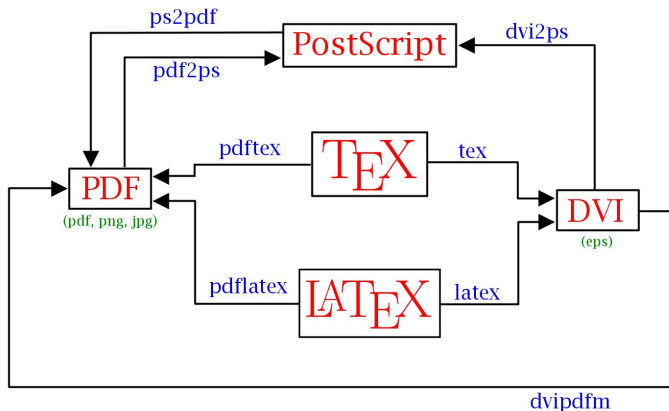 ps2pdf
PostScript
dvi2ps
pdf2ps
pdftex
TEX
tex
PDF
(pdf, png, jpg)
DVI
(eps)
pdflatex
LATEX
latex
dvipdfm